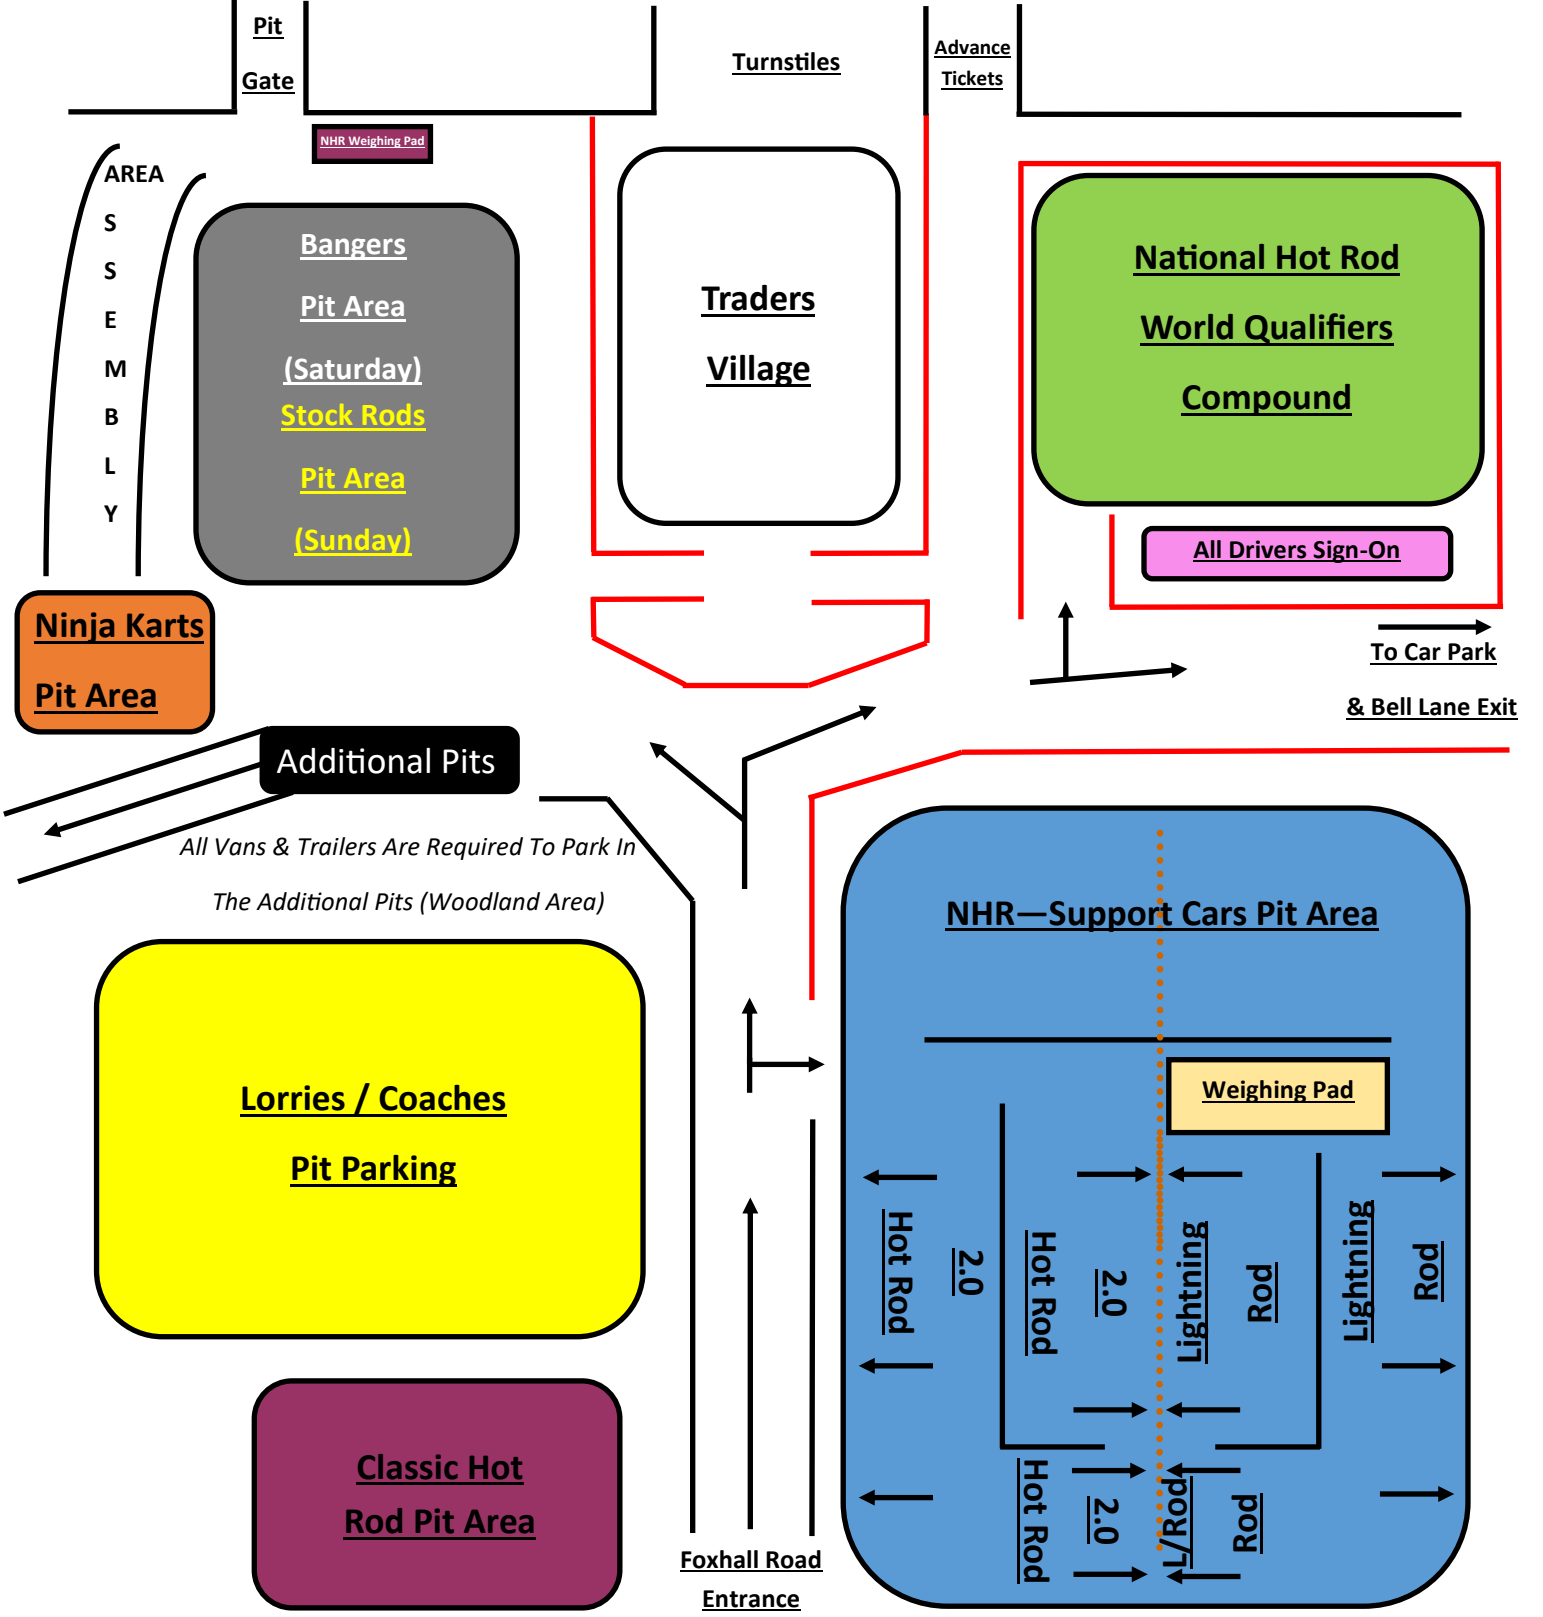 Pit
Gate
Turnstiles
Advance
Tickets
NHR Weighing Pad
AREA
S
S
E
M
B
L
Y
Bangers
Pit Area
(Saturday)
Stock Rods
Pit Area
(Sunday)
Traders
Village
National Hot Rod
World Qualifiers
Compound
All Drivers Sign-On
Ninja Karts
Pit Area
To Car Park
& Bell Lane Exit
Additional Pits
All Vans & Trailers Are Required To Park In
The Additional Pits (Woodland Area)
NHR—Support Cars Pit Area
Weighing Pad
Lorries / Coaches
Pit Parking
Hot Rod
2.0
Hot Rod
2.0
Lightning
Rod
Lightning
Rod
Classic Hot
Rod Pit Area
Hot Rod
2.0
L/Rod
Rod
Foxhall Road
Entrance